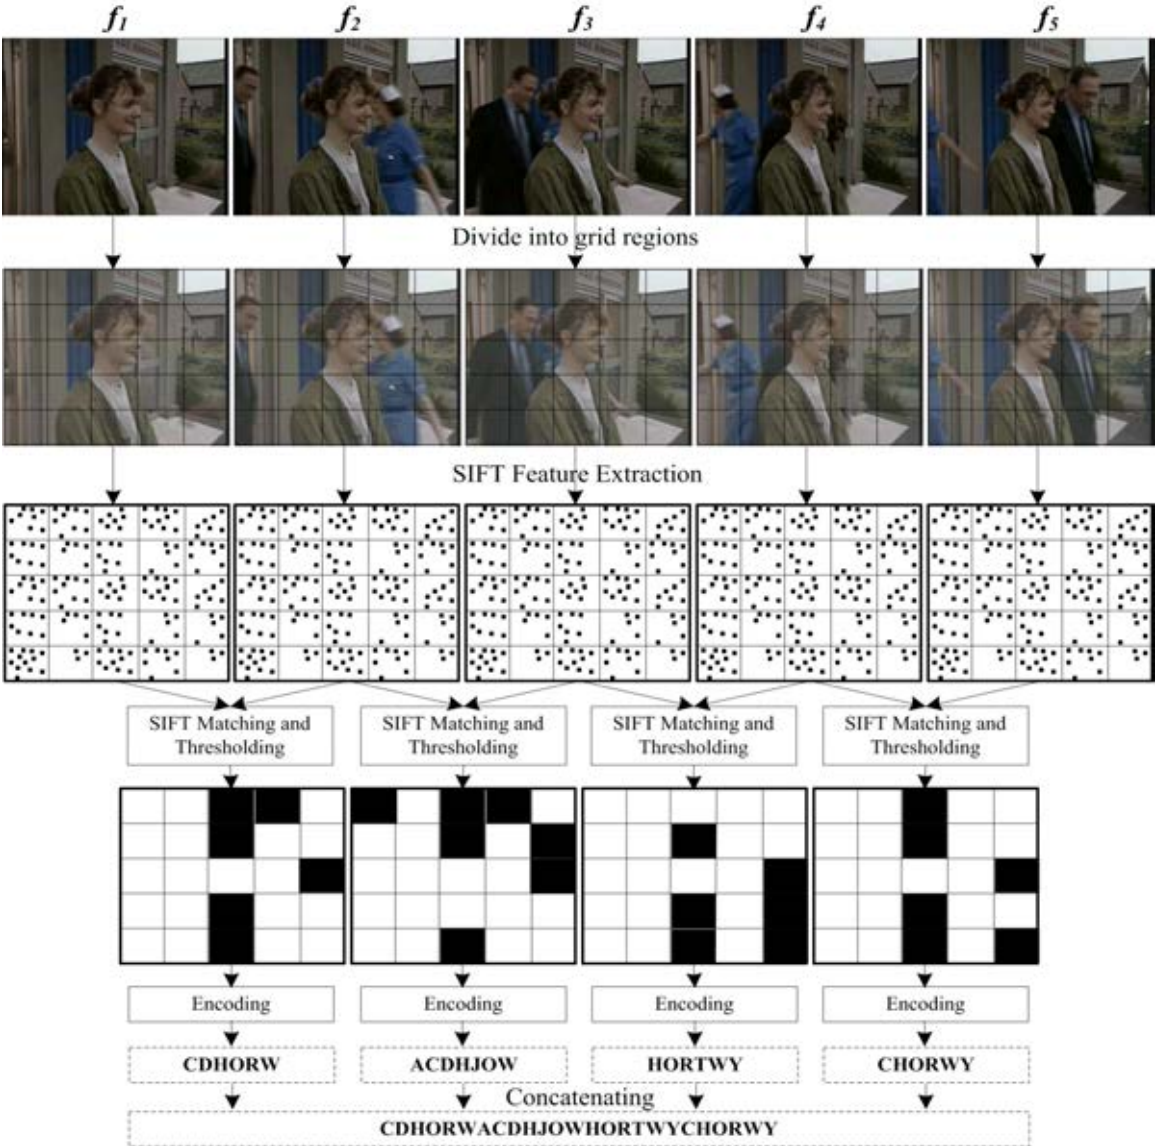 f1 f2 f3 f4 f5
Divide into grid regions
SIFT Feature Extraction
SIFT Matching and Thresholding
SIFT Matching and Thresholding
SIFT Matching and Thresholding
SIFT Matching and Thresholding
Encoding Encoding Encoding Encoding
CDHORW ACDHJOW HORTWY CHORWY
Concatenating
CDHORWACDHJOWHORTWYCHORWY